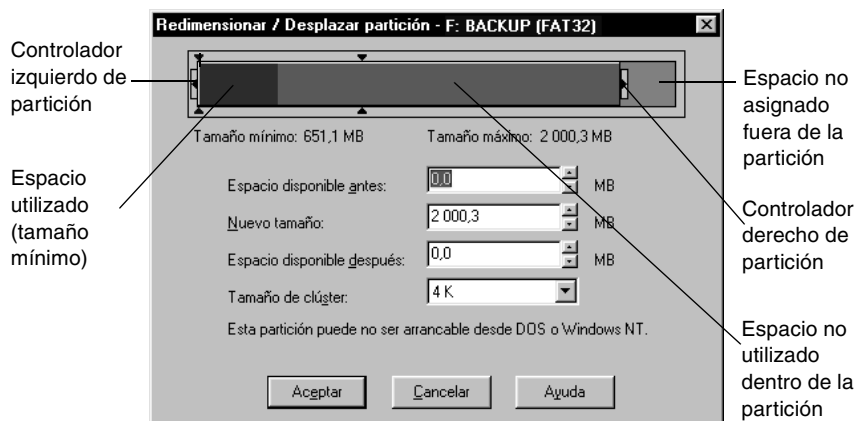 Redimensionar / Desplazar partición - F: BACKUP (FAT32)
Controlador
izquierdo de
partición
Espacio
utilizado
(tamaño
mínimo)
Tamaño mínimo: 651,1 MB
Tamaño máximo: 2 000,3 MB
Espacio disponible antes: 0,0 MB
Nuevo tamaño: 2 000,3 MB
Espacio disponible después: 0,0 MB
Tamaño de clúster: 4 K
Esta partición puede no ser arrancable desde DOS o Windows NT.
Aceptar
Cancelar
Ayuda
Espacio no
asignado
fuera de la
partición
Controlador
derecho de
partición
Espacio no
utilizado
dentro de la
partición